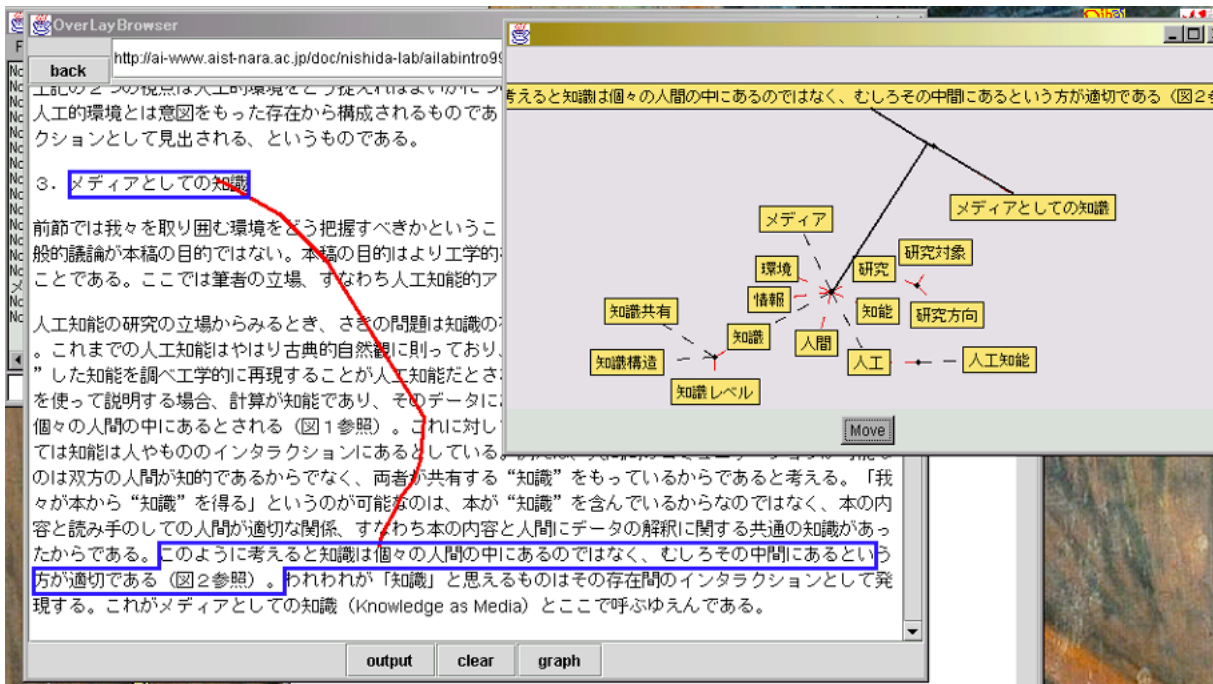 OverLayBrowser
back
http://ai-www.aist-nara.ac.jp/doc/nishida-lab/ailabintro99
上記の2つの視点は人工的環境をどう捉えればよいかにつ
人工的環境とは意図をもった存在から構成されるものであ
クションとして見出される、というものである。
3．メディアとしての知識
前節では我々を取り囲む環境をどう把握すべきかというこ
般的議論が本稿の目的ではない。本稿の目的はより工学的
ことである。ここでは筆者の立場、すなわち人工知能的ア
人工知能の研究の立場からみるとき、さきの問題は知識の
。これまでの人工知能はやはり古典的自然観に則っており、
”した知能を調べ工学的に再現することが人工知能だとさ
を使って説明する場合、計算が知能であり、そのデータに
個々の人間の中にあるとされる（図1参照）。これに対し
ては知能は人やもののインタラクションにあるとしている。
のは双方の人間が知的であるからでなく、両者が共有する“知識”をもっているからであると考える。「我
々が本から“知識”を得る」というのが可能なのは、本が“知識”を含んでいるからなのではなく、本の内
容と読み手のしての人間が適切な関係、すなわち本の内容と人間にデータの解釈に関する共通の知識があっ
たからである。このように考えると知識は個々の人間の中にあるのではなく、むしろその中間にあるという
方が適切である（図2参照）。われわれが「知識」と思えるものはその存在間のインタラクションとして発
現する。これがメディアとしての知識（Knowledge as Media）とここで呼ぶゆえんである。
output clear graph
考えると知識は個々の人間の中にあるのではなく、むしろその中間にあるという方が適切である（図2
メディアとしての知識
メディア
研究対象
環境
研究
情報
知能
研究方向
知識共有
知識
人間
知識構造
人工
人工知能
知識レベル
Move